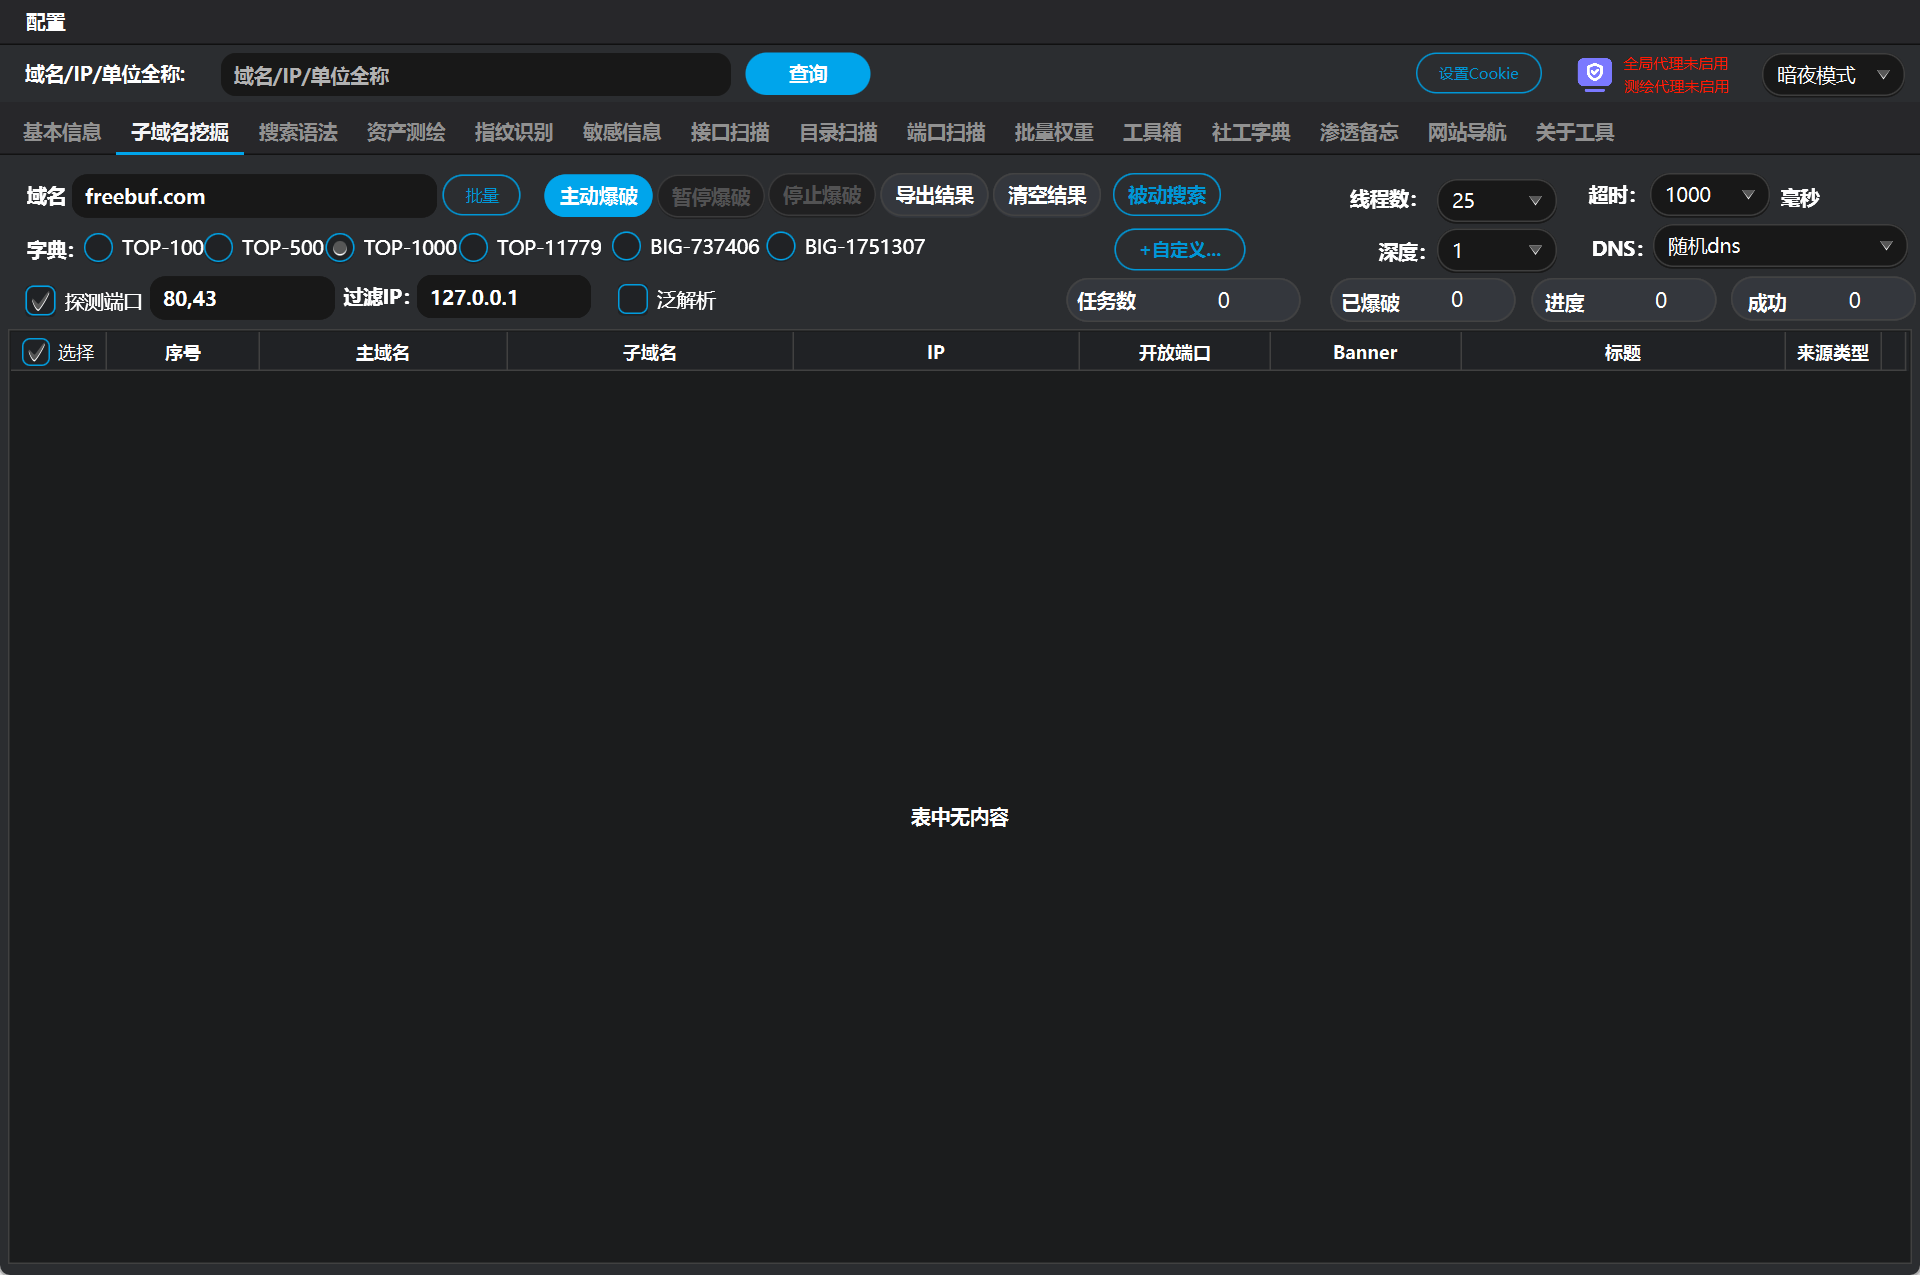 配置
域名/IP/单位全称: 域名/IP/单位全称 查询 设置Cookie 全局代理未启用 暗夜模式
测绘代理未启用
基本信息 子域名挖掘 搜索语法 资产测绘 指纹识别 敏感信息 接口扫描 目录扫描 端口扫描 批量权重 工具箱 社工字典 渗透备忘 网站导航 关于工具
域名 freebuf.com 批量 主动爆破 暂停爆破 停止爆破 导出结果 清空结果 被动搜索 线程数: 25 超时: 1000 毫秒
字典: TOP-100 TOP-500 TOP-1000 TOP-11779 BIG-737406 BIG-1751307 +自定义... 深度: 1 DNS: 随机dns
探测端口 80,43 过滤IP: 127.0.0.1 泛解析 任务数 0 已爆破 0 进度 0 成功 0
选择 序号 主域名 子域名 IP 开放端口 Banner 标题 来源类型
表中无内容